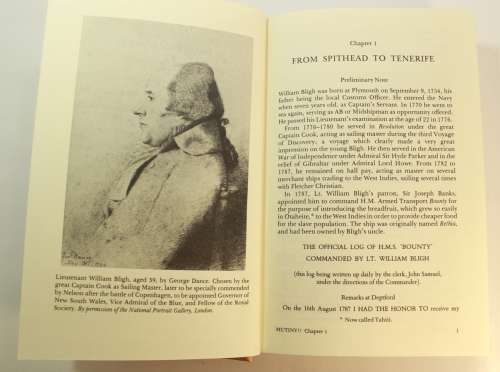 Lieutenant William Bligh, aged 39, by George Dance. Chosen by the
great Captain Cook as Sailing Master, later to be specially commended
by Nelson after the battle of Copenhagen, to be appointed Governor of
New South Wales, Vice Admiral of the Blue, and Fellow of the Royal
Society. By permission of the National Portrait Gallery, London.
Chapter 1
FROM SPITHEAD TO TENERIFE
Preliminary Note
William Bligh was born at Plymouth on September 9, 1754, his
father being the local Customs Officer. He entered the Navy
when seven years old, as Captain's Servant. In 1770 he went to
sea again, serving as AB or Midshipman as opportunity offered.
He passed his Lieutenant's examination at the age of 22 in 1776.
From 1776-1780 he served in Resolution under the great
Captain Cook, acting as sailing master during the third Voyage
of Discovery, a voyage which clearly made a very great
impression on the young Bligh. He then served in the American
War of Independence under Admiral Sir Hyde Parker and in the
relief of Gibraltar under Admiral Lord Howe. From 1782 to
1787, he remained on half pay, acting as master on several
merchant ships trading to the West Indies, sailing several times
with Fletcher Christian.
In 1787, Lt. William Bligh's patron, Sir Joseph Banks,
appointed him to command H.M. Armed Transport Bounty for
the purpose of introducing the breadfruit, which grew so easily
in Otaheite,* to the West Indies in order to provide cheaper food
for the slave population. The ship was originally named Bethia,
and had been owned by Bligh's uncle.
THE OFFICIAL LOG OF H.M.S. 'BOUNTY'
COMMANDED BY LT. WILLIAM BLIGH
(this log being written up daily by the clerk, John Samuel,
under the directions of the Commander).
Remarks at Deptford
On the 16th August 1787 I HAD THE HONOR TO receive my
* Now called Tahiti.
MUTINY!! Chapter 1
1